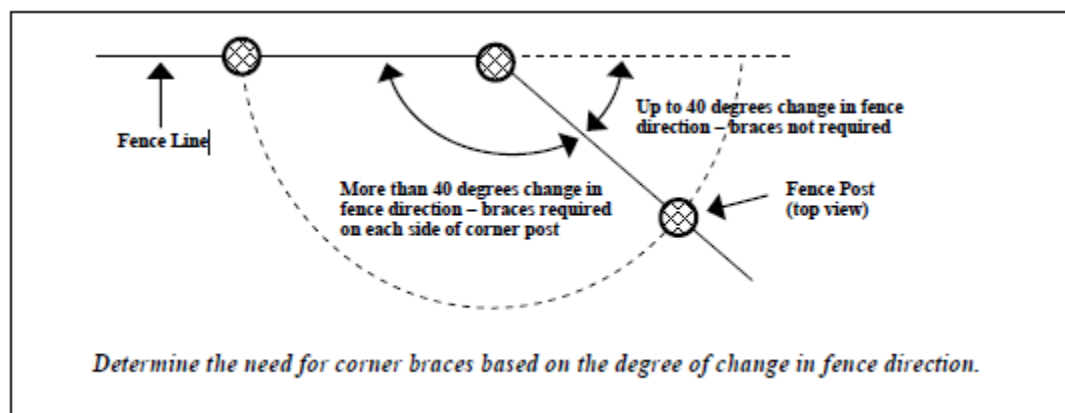 Up to 40 degrees change in fence
direction – braces not required
Fence Line
More than 40 degrees change in
fence direction – braces required
on each side of corner post
Fence Post
(top view)
Determine the need for corner braces based on the degree of change in fence direction.